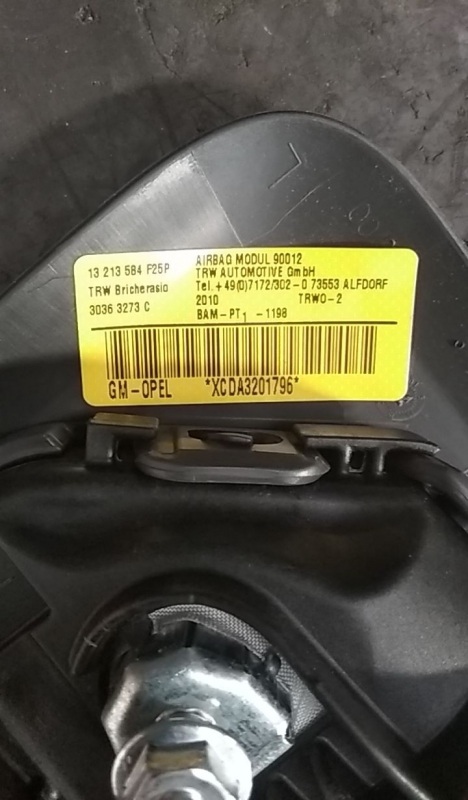 13 213 584 F25P
TRW Bricherasio
3036 3273 C
AIRBAG MODUL 90012
TRW AUTOMOTIVE GmbH
Tel.+49(0)7172/302-0 73553 ALFDORF
2010 TRWO-2
BAM-PT1 -1198
GM-OPEL *XCDA3201796*